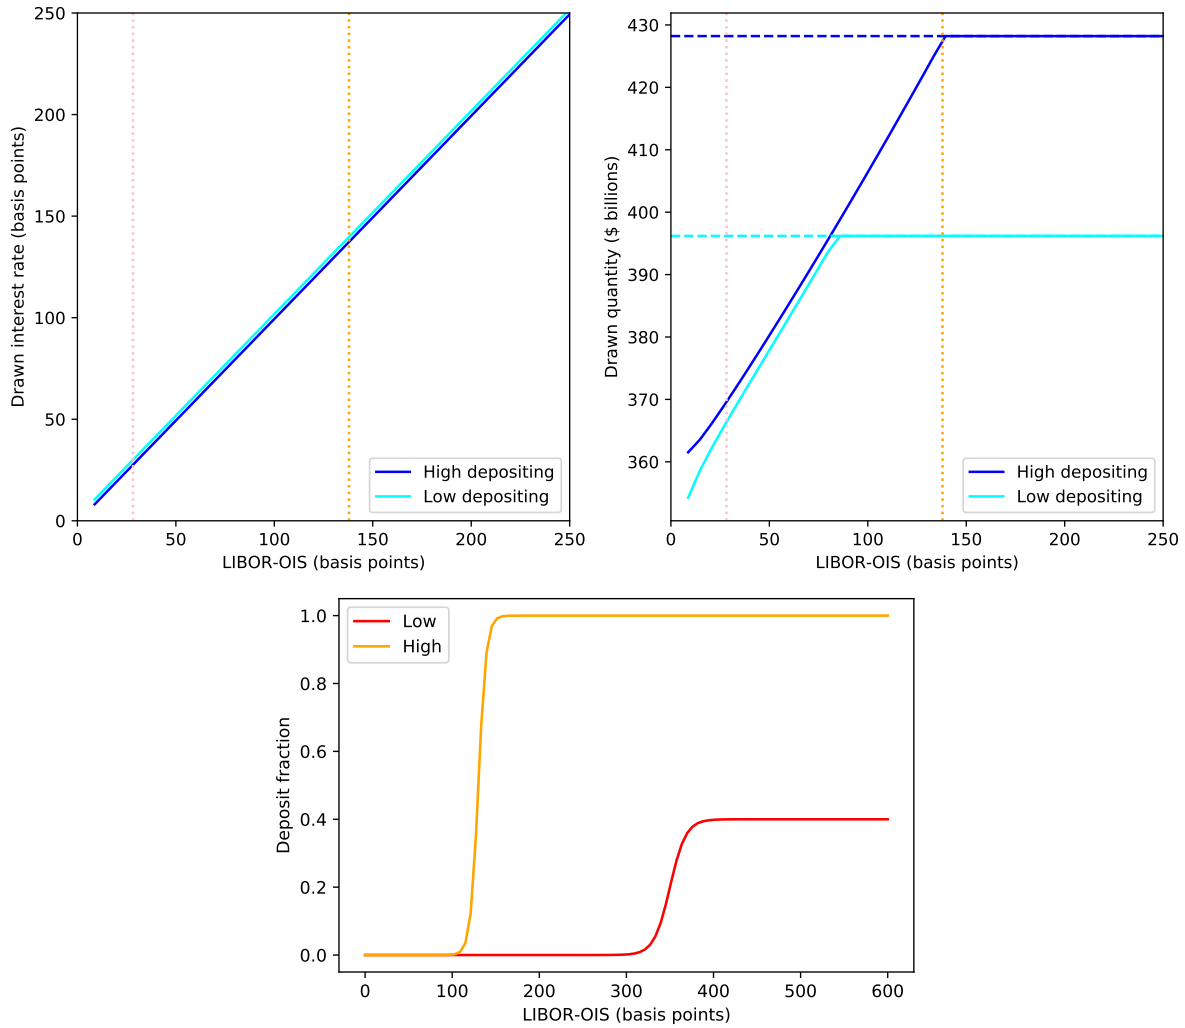 250
200
150
100
50
0
Drawn interest rate (basis points)
High depositing
Low depositing
0 50 100 150 200 250
LIBOR-OIS (basis points)
430
420
410
400
390
380
370
360
Drawn quantity ($ billions)
High depositing
Low depositing
0 50 100 150 200 250
LIBOR-OIS (basis points)
1.0
0.8
0.6
0.4
0.2
0.0
Deposit fraction
Low
High
0 100 200 300 400 500 600
LIBOR-OIS (basis points)